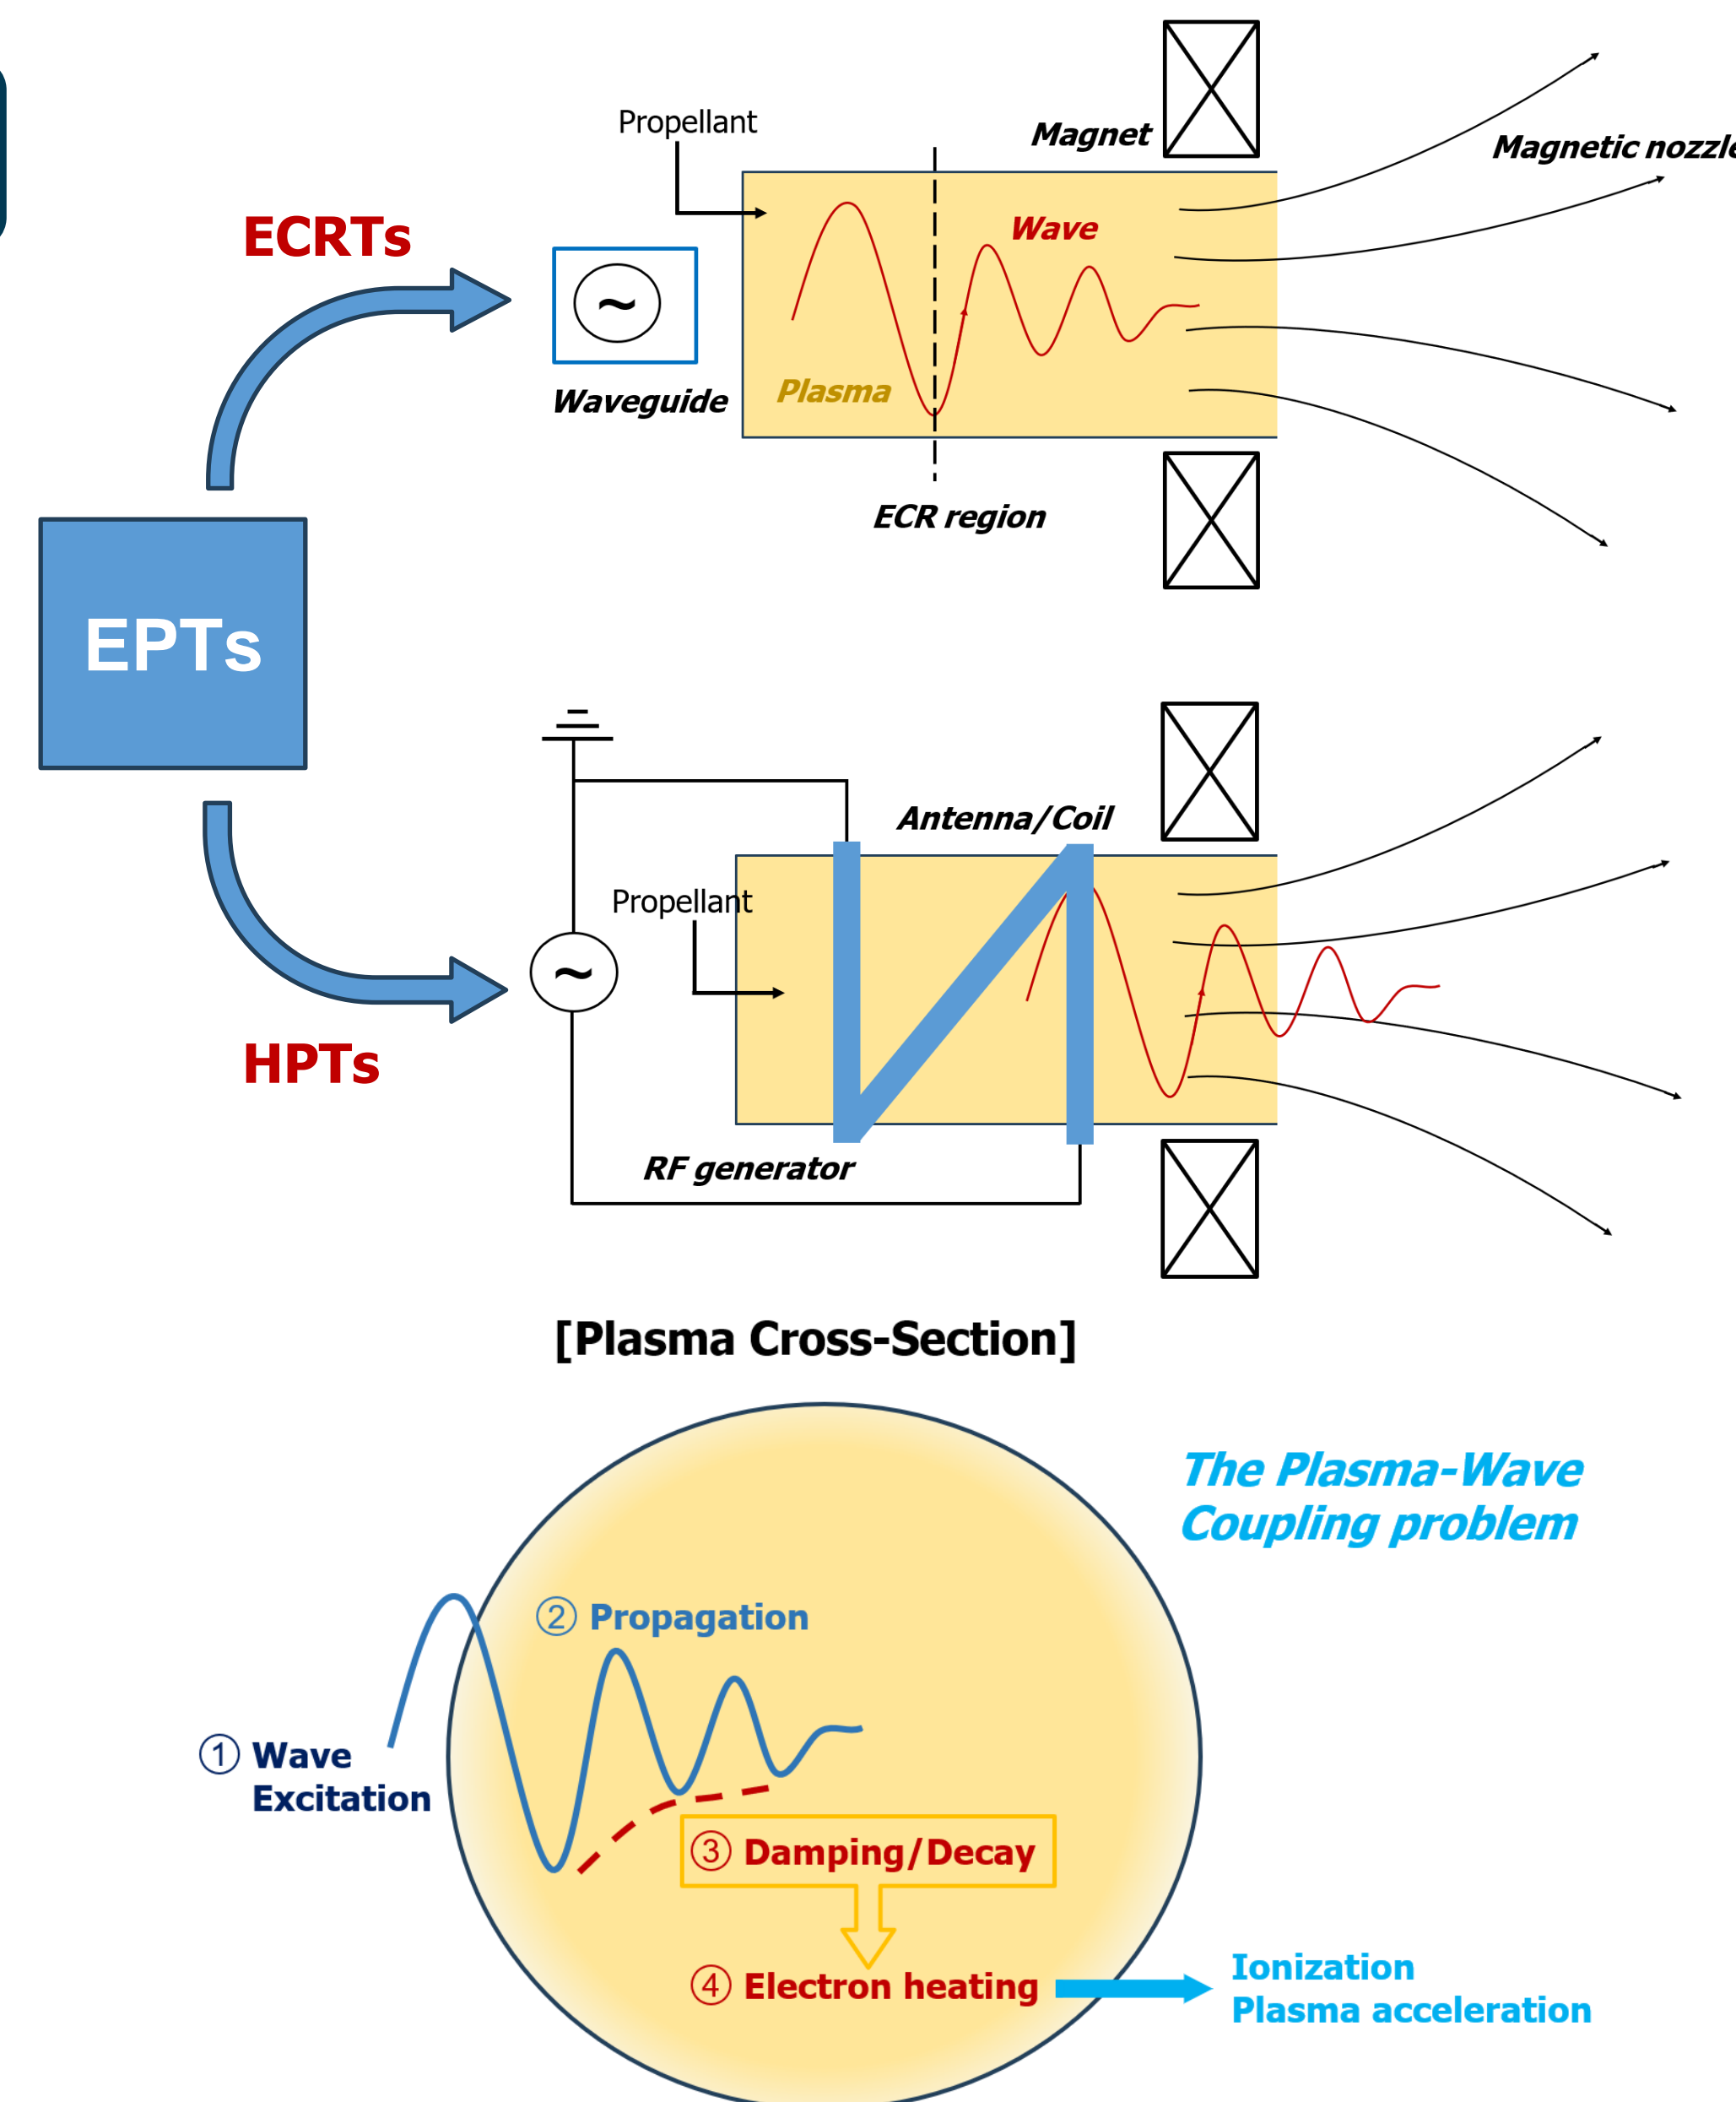 Propellant
Magnet
Magnetic nozzle
ECRTs
Wave
~
Plasma
Waveguide
ECR region
EPTs
Antenna/Coil
Propellant
~
HPTs
RF generator
[Plasma Cross-Section]
The Plasma-Wave
Coupling problem
② Propagation
① Wave
Excitation
③ Damping/Decay
④ Electron heating
Ionization
Plasma acceleration